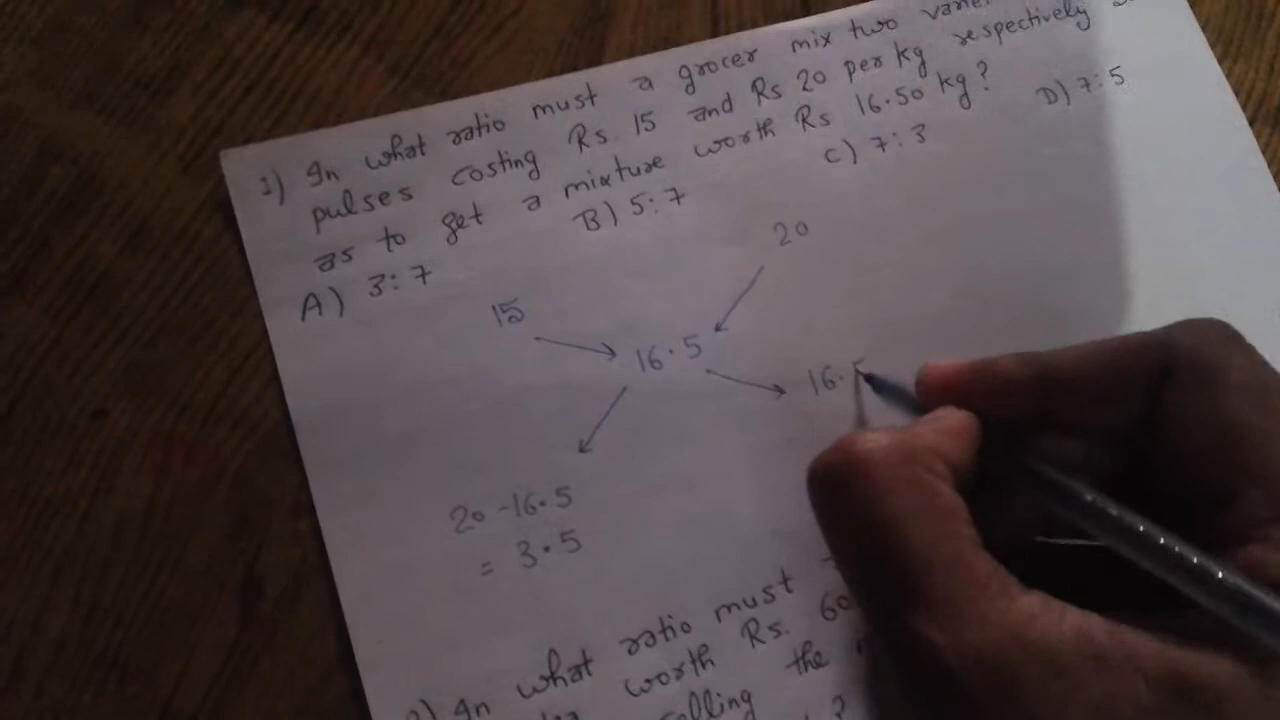 1) In what ratio must a grocer mix two
pulses costing Rs. 15 and Rs 20 per kg respectively
as to get a mixture worth Rs 16.50 kg?
A) 3:7 B) 5:7 C) 7:3 D) 7:5
20
15
16.5
16.5
20-16.5
= 3.5
In what ratio must
worth Rs. 60
the
?